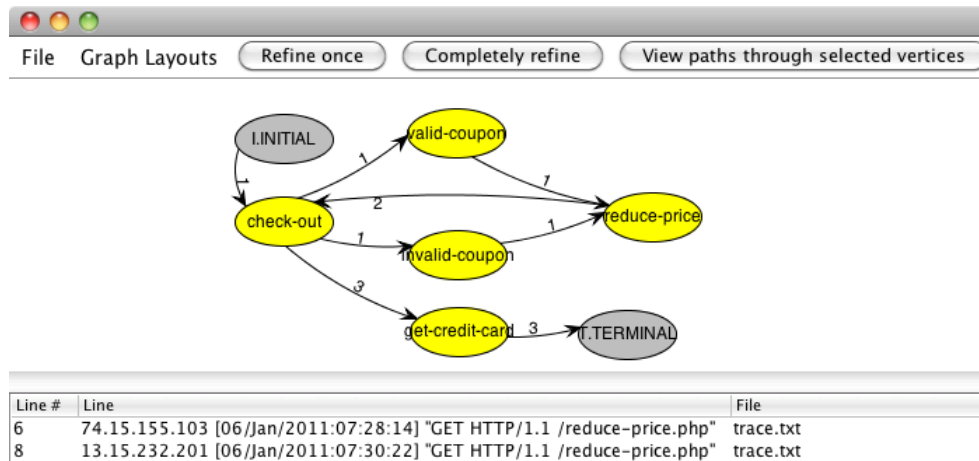 File Graph Layouts Refine once Completely refine View paths through selected vertices
valid-coupon
I.INITIAL
1
1
1
2
check-out
reduce-price
1
1
invalid-coupon
3
get-credit-card
3
T.TERMINAL
Line # Line File
6 74.15.155.103 [06/Jan/2011:07:28:14] "GET HTTP/1.1 /reduce-price.php" trace.txt
8 13.15.232.201 [06/Jan/2011:07:30:22] "GET HTTP/1.1 /reduce-price.php" trace.txt